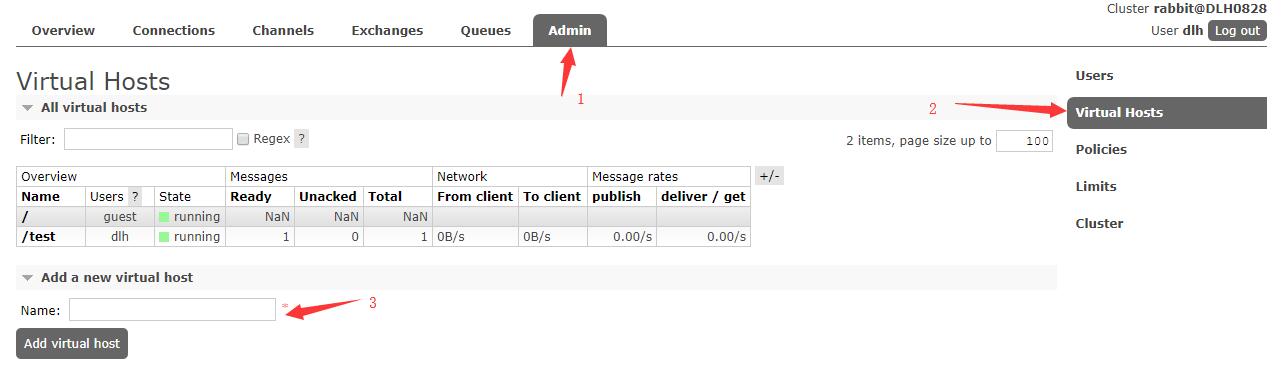 Cluster rabbit@DLH0828
Overview Connections Channels Exchanges Queues Admin User dlh Log out
1
Virtual Hosts
All virtual hosts
Filter: Regex ? 2 items, page size up to 100
Overview Messages Network Message rates +/-
Name Users ? State Ready Unacked Total From client To client publish deliver / get
/ guest running NaN NaN NaN
/test dlh running 1 0 1 0B/s 0B/s 0.00/s 0.00/s
Add a new virtual host
Name: * 3
Add virtual host
Users
2 Virtual Hosts
Policies
Limits
Cluster